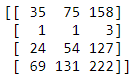 [[ 35  75 158]
 [  1   1   3]
 [ 24  54 127]
 [ 69 131 222]]